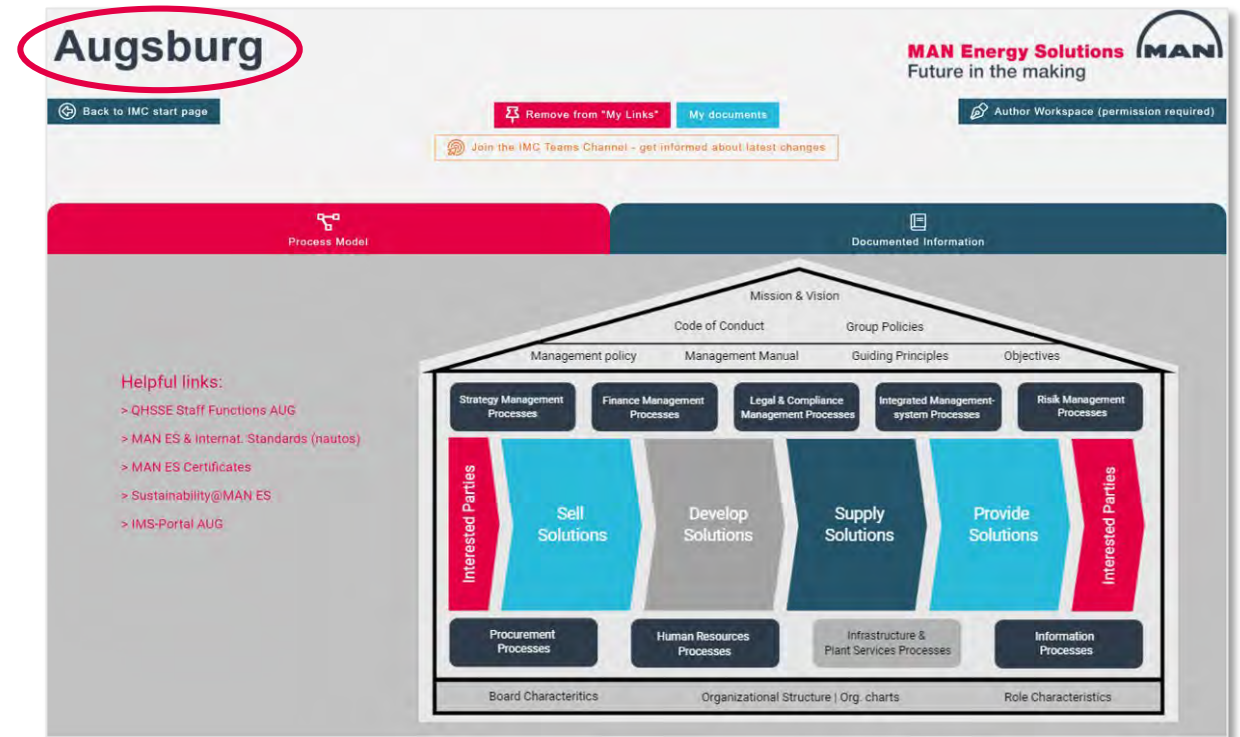 Augsburg
MAN Energy Solutions
Future in the making
MAN
Back to IMC start page
Remove from "My Links"
My documents
Author Workspace (permission required)
Join the IMC Teams Channel - get informed about latest changes
Process Model
Documented Information
Mission & Vision
Code of Conduct
Group Policies
Management policy
Management Manual
Guiding Principles
Objectives
Helpful links:
> QHSSE Staff Functions AUG
> MAN ES & Internat. Standards (nautos)
> MAN ES Certificates
> Sustainability@MAN ES
> IMS-Portal AUG
Strategy Management
Processes
Finance Management
Processes
Legal & Compliance
Management Processes
Integrated Management-
system Processes
Risik Management
Processes
Interested Parties
Sell
Solutions
Develop
Solutions
Supply
Solutions
Provide
Solutions
Interested Parties
Procurement
Processes
Human Resources
Processes
Infrastructure &
Plant Services Processes
Information
Processes
Board Characteritics
Organizational Structure | Org. charts
Role Characteristics